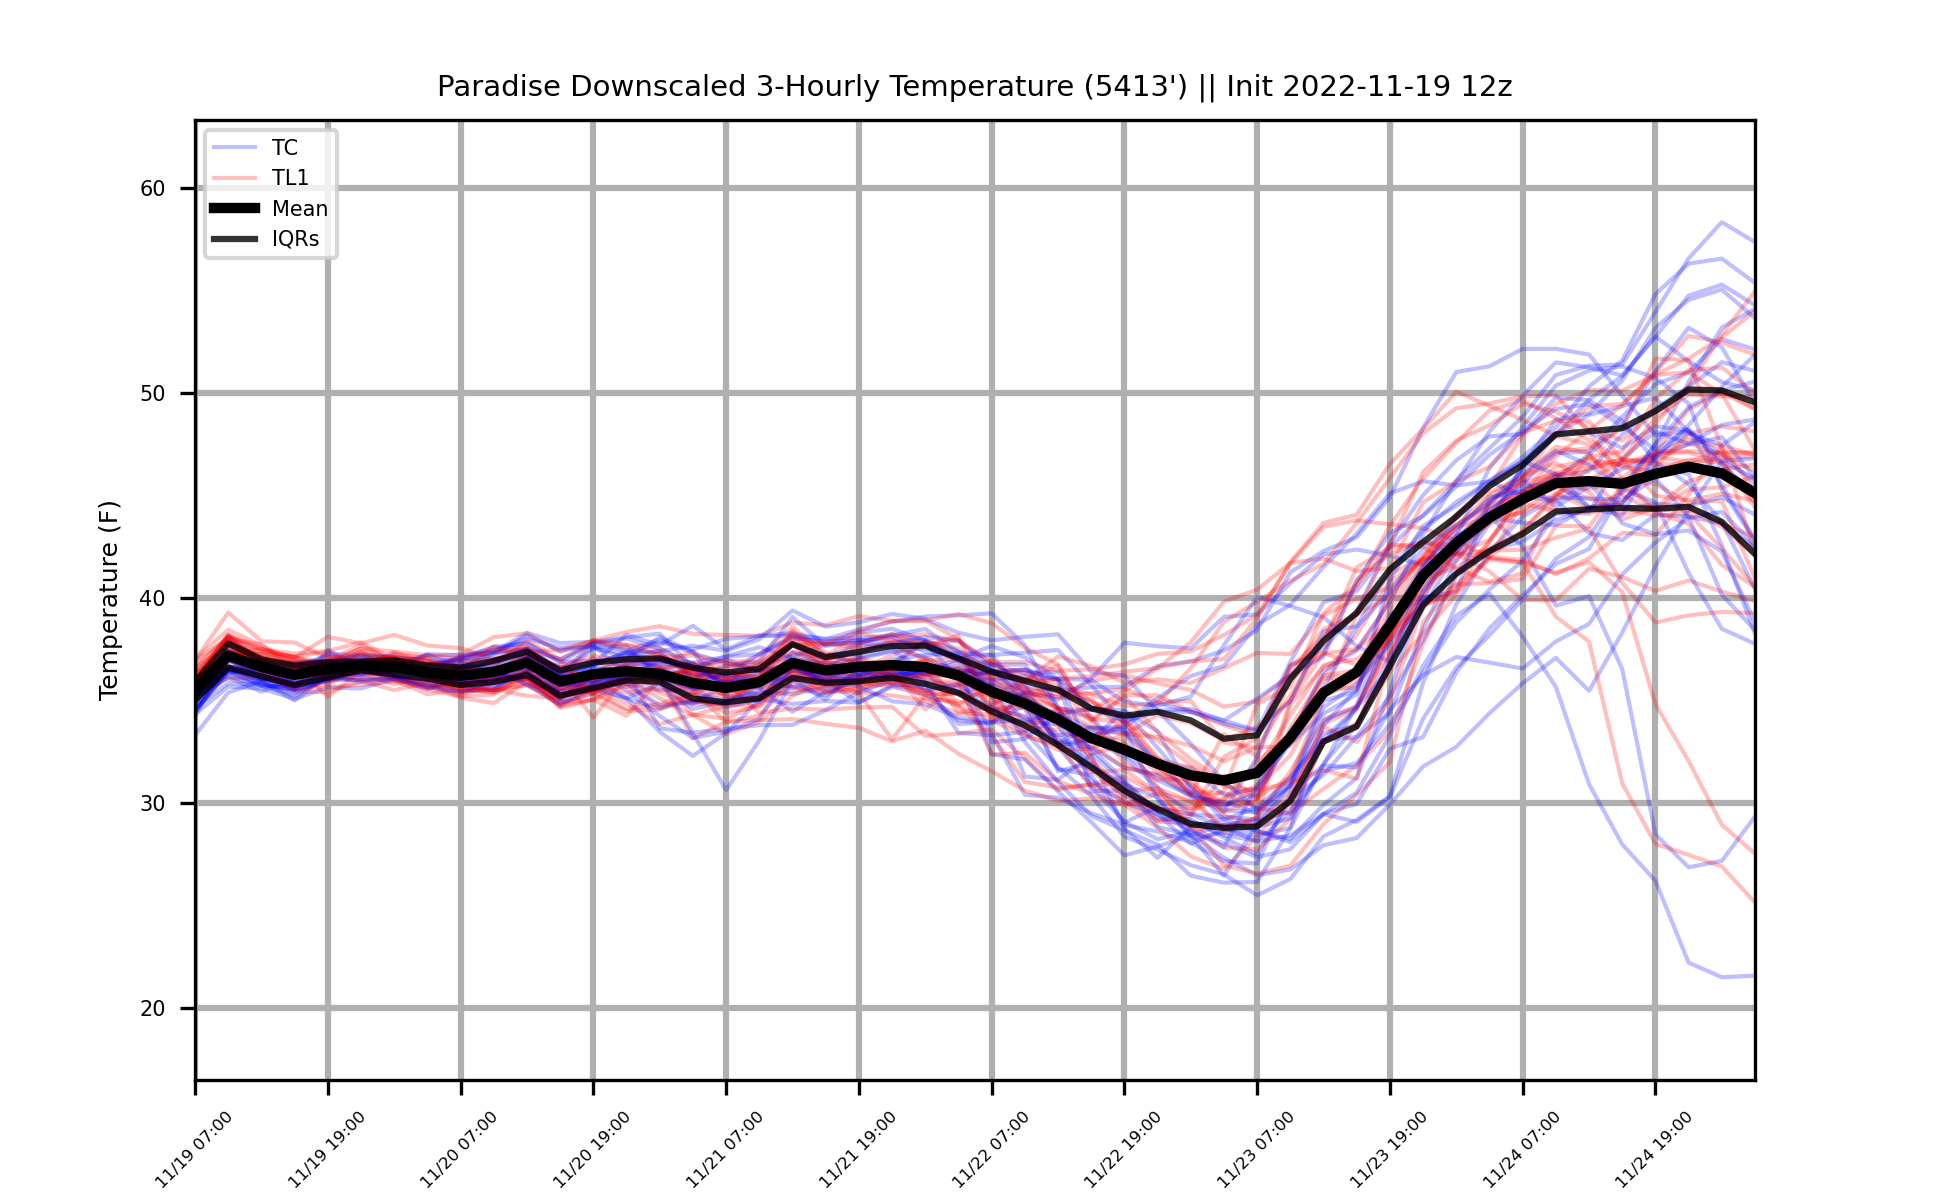 Paradise Downscaled 3-Hourly Temperature (5413') || Init 2022-11-19 12z
TC
TL1
Mean
IQRs
Temperature (F)
60
50
40
30
20
11/19 07:00
11/19 19:00
11/20 07:00
11/20 19:00
11/21 07:00
11/21 19:00
11/22 07:00
11/22 19:00
11/23 07:00
11/23 19:00
11/24 07:00
11/24 19:00